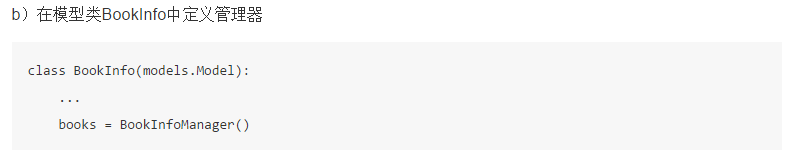 b）在模型类BookInfo中定义管理器
class BookInfo(models.Model):
    ...
    books = BookInfoManager()